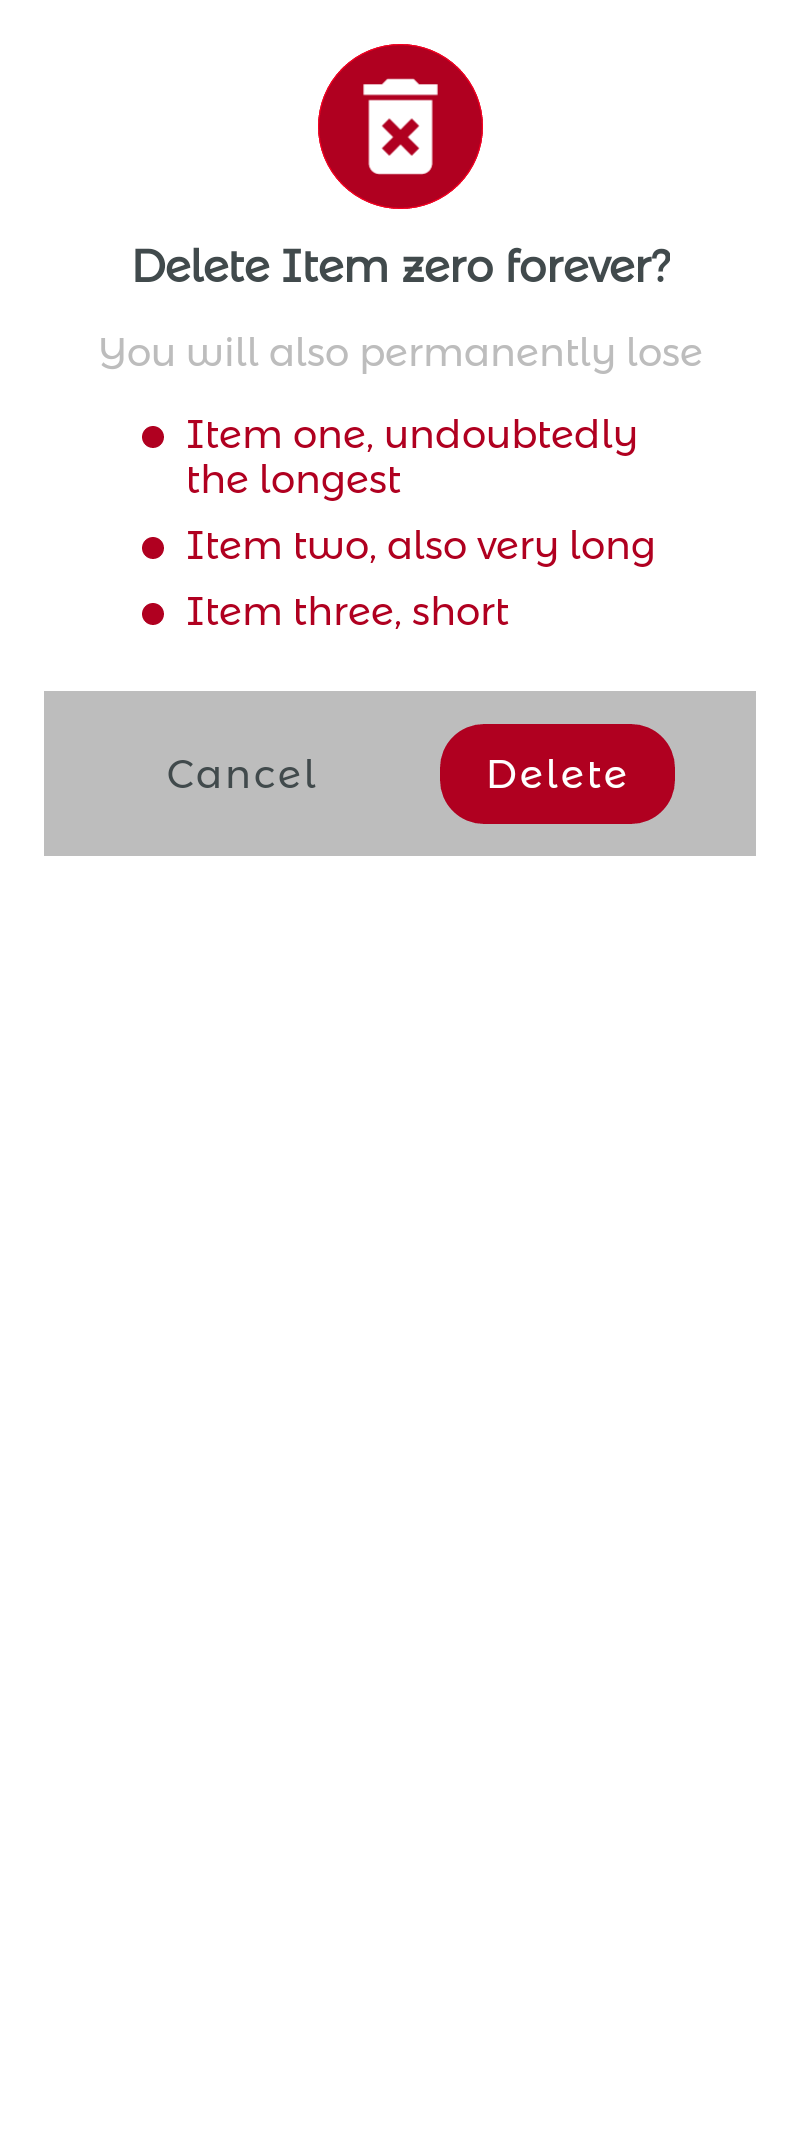 Delete Item zero forever?
You will also permanently lose
Item one, undoubtedly
the longest
Item two, also very long
Item three, short
Cancel
Delete